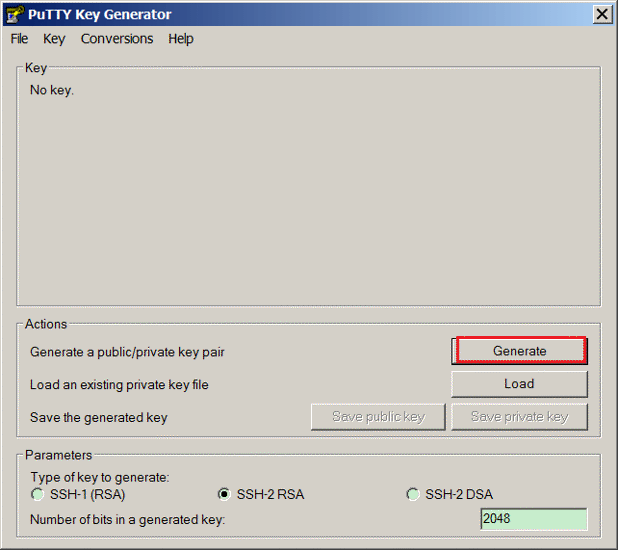 PuTTY Key Generator
File Key Conversions Help
Key
No key.
Actions
Generate a public/private key pair
Generate
Load an existing private key file
Load
Save the generated key
Save public key
Save private key
Parameters
Type of key to generate:
SSH-1 (RSA)
SSH-2 RSA
SSH-2 DSA
Number of bits in a generated key:
2048